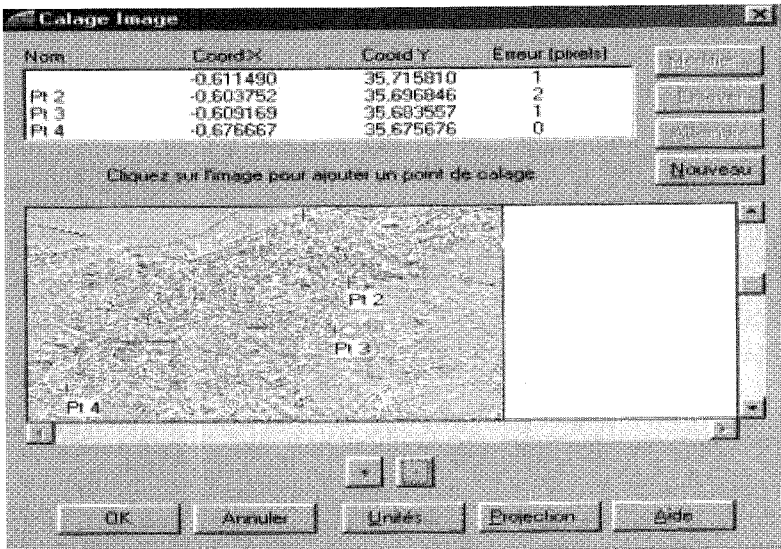 Calage Image
Nom Coord X Coord Y Erreur (pixels)
-0.611490 35.715810 1
Pt 2 -0.603752 35.696846 2
Pt 3 -0.609169 35.683557 1
Pt 4 -0.676667 35.675676 0
Cliquez sur l'image pour ajouter un point de calage
Nouveau
Pt 2
Pt 3
Pt 4
OK Annuler Unités... Projection... Aide